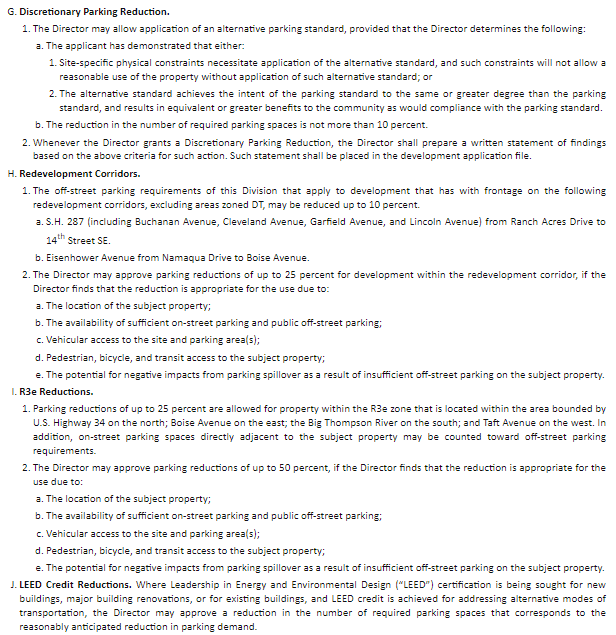 G. Discretionary Parking Reduction.
1. The Director may allow application of an alternative parking standard, provided that the Director determines the following:
a. The applicant has demonstrated that either:
1. Site-specific physical constraints necessitate application of the alternative standard, and such constraints will not allow a
reasonable use of the property without application of such alternative standard; or
2. The alternative standard achieves the intent of the parking standard to the same or greater degree than the parking
standard, and results in equivalent or greater benefits to the community as would compliance with the parking standard.
b. The reduction in the number of required parking spaces is not more than 10 percent.
2. Whenever the Director grants a Discretionary Parking Reduction, the Director shall prepare a written statement of findings
based on the above criteria for such action. Such statement shall be placed in the development application file.
H. Redevelopment Corridors.
1. The off-street parking requirements of this Division that apply to development that has with frontage on the following
redevelopment corridors, excluding areas zoned DT, may be reduced up to 10 percent.
a. S.H. 287 (including Buchanan Avenue, Cleveland Avenue, Garfield Avenue, and Lincoln Avenue) from Ranch Acres Drive to
14th Street SE.
b. Eisenhower Avenue from Namaqua Drive to Boise Avenue.
2. The Director may approve parking reductions of up to 25 percent for development within the redevelopment corridor, if the
Director finds that the reduction is appropriate for the use due to:
a. The location of the subject property;
b. The availability of sufficient on-street parking and public off-street parking;
c. Vehicular access to the site and parking area(s);
d. Pedestrian, bicycle, and transit access to the subject property;
e. The potential for negative impacts from parking spillover as a result of insufficient off-street parking on the subject property.
I. R3e Reductions.
1. Parking reductions of up to 25 percent are allowed for property within the R3e zone that is located within the area bounded by
U.S. Highway 34 on the north; Boise Avenue on the east; the Big Thompson River on the south; and Taft Avenue on the west. In
addition, on-street parking spaces directly adjacent to the subject property may be counted toward off-street parking
requirements.
2. The Director may approve parking reductions of up to 50 percent, if the Director finds that the reduction is appropriate for the
use due to:
a. The location of the subject property;
b. The availability of sufficient on-street parking and public off-street parking;
c. Vehicular access to the site and parking area(s);
d. Pedestrian, bicycle, and transit access to the subject property;
e. The potential for negative impacts from parking spillover as a result of insufficient off-street parking on the subject property.
J. LEED Credit Reductions. Where Leadership in Energy and Environmental Design ("LEED") certification is being sought for new
buildings, major building renovations, or for existing buildings, and LEED credit is achieved for addressing alternative modes of
transportation, the Director may approve a reduction in the number of required parking spaces that corresponds to the
reasonably anticipated reduction in parking demand.